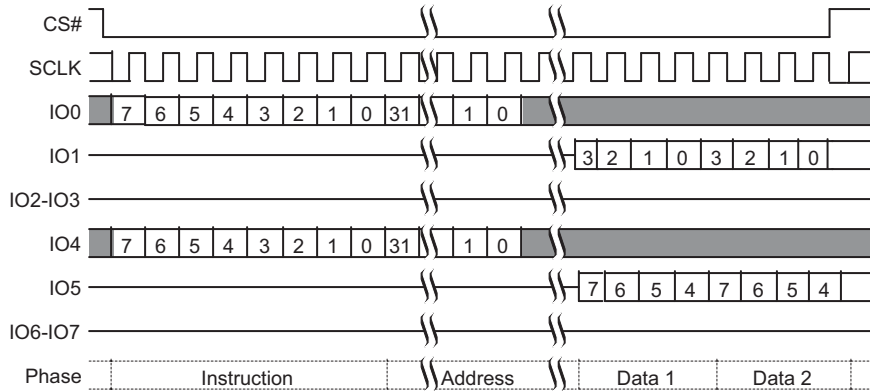 CS#
SCLK
IO0 7 6 5 4 3 2 1 0 31 1 0
IO1 3 2 1 0 3 2 1 0
IO2-IO3
IO4 7 6 5 4 3 2 1 0 31 1 0
IO5 7 6 5 4 7 6 5 4
IO6-IO7
Phase Instruction Address Data 1 Data 2